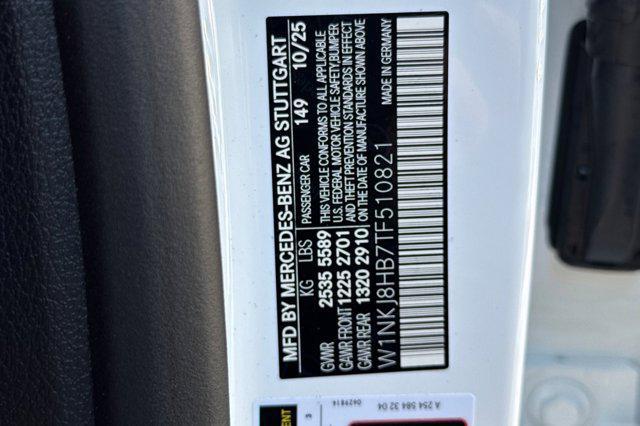 MFD BY MERCEDES-BENZ AG STUTTGART
KG LBS PASSENGER CAR 149 10/25
GVWR 2535 5589 THIS VEHICLE CONFORMS TO ALL APPLICABLE
GAWR FRONT 1225 2701 U.S. FEDERAL MOTOR VEHICLE SAFETY,BUMPER
AND THEFT PREVENTION STANDARDS IN EFFECT
GAWR REAR 1320 2910 ON THE DATE OF MANUFACTURE SHOWN ABOVE
W1NKJ8HB7TF510821 MADE IN GERMANY
A 254 584 32 04
3